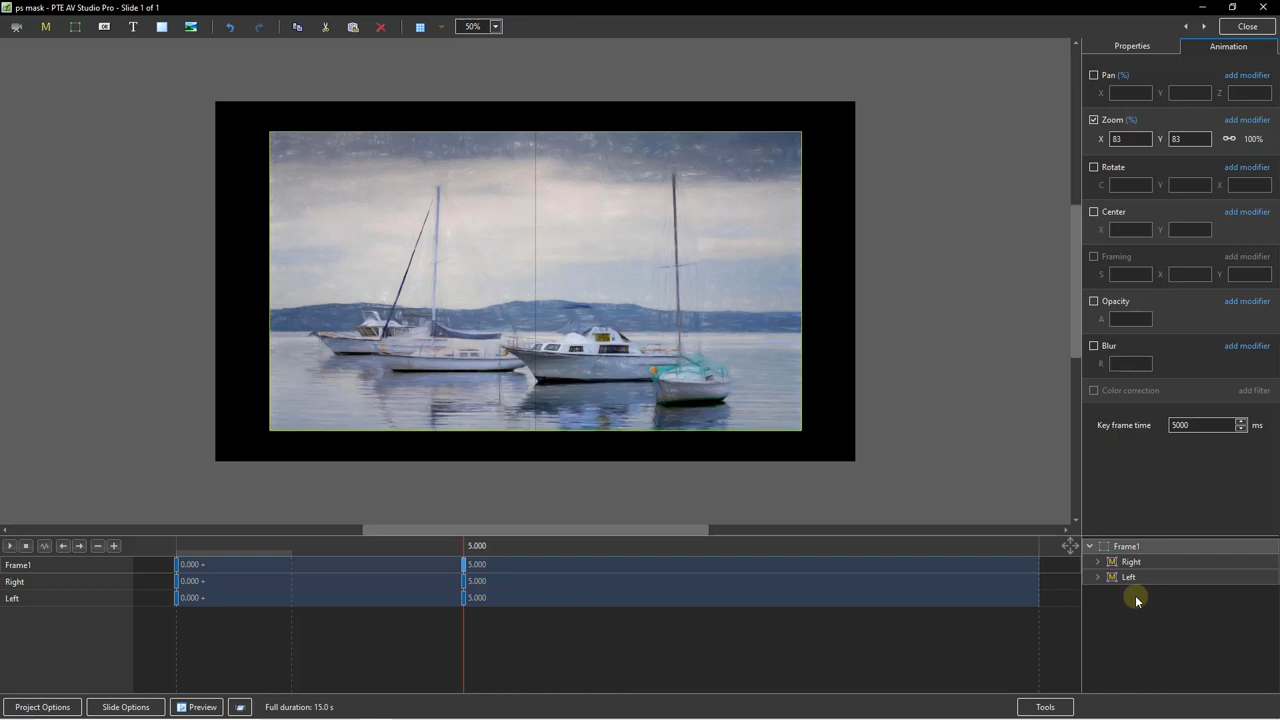 ps mask - PTE AV Studio Pro - Slide 1 of 1
M OK T 50% Close
Properties Animation
Pan (%) add modifier
X Y Z
Zoom (%) add modifier
X 83 Y 83 100%
Rotate add modifier
C Y X
Center add modifier
X Y
Framing add modifier
S X Y
Opacity add modifier
A
Blur add modifier
R
Color correction add filter
Key frame time 5000 ms
5.000
Frame1 0.000 + 5.000
Right 0.000 + 5.000
Left 0.000 + 5.000
Frame1
M Right
M Left
Project Options Slide Options Preview Full duration: 15.0 s Tools